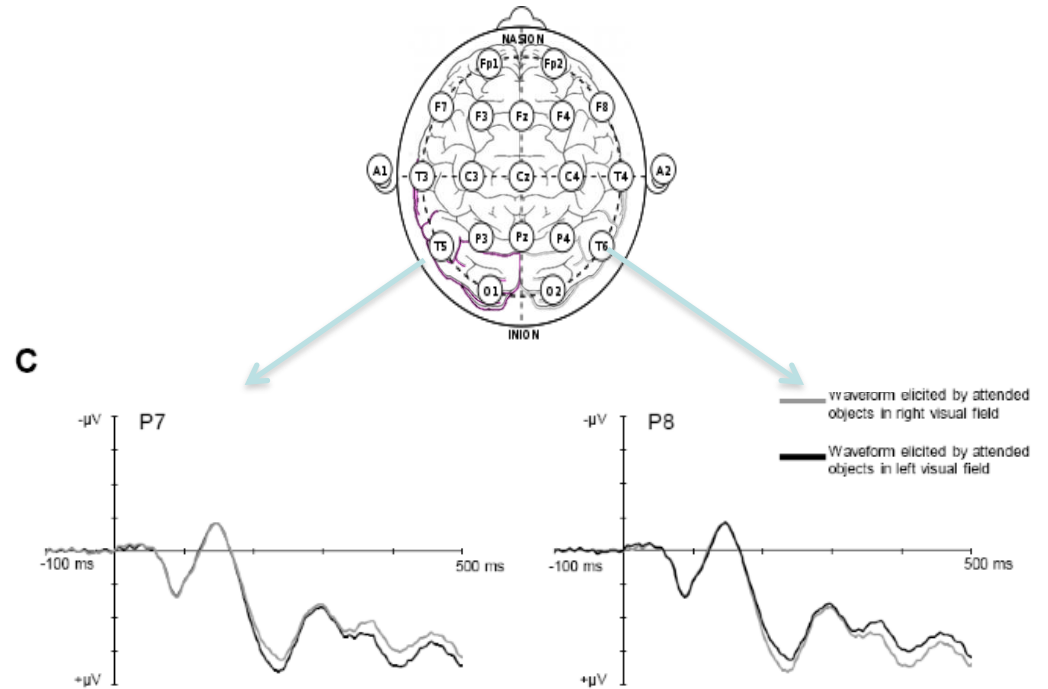 NASION
Fp1 Fp2
F7 F3 Fz F4 F8
A1 T3 C3 Cz C4 T4 A2
T5 P3 Pz P4 T6
O1 O2
INION
C
-µV P7
+µV
-100 ms 500 ms
-µV P8
+µV
-100 ms 500 ms
Waveform elicited by attended
objects in right visual field
Waveform elicited by attended
objects in left visual field